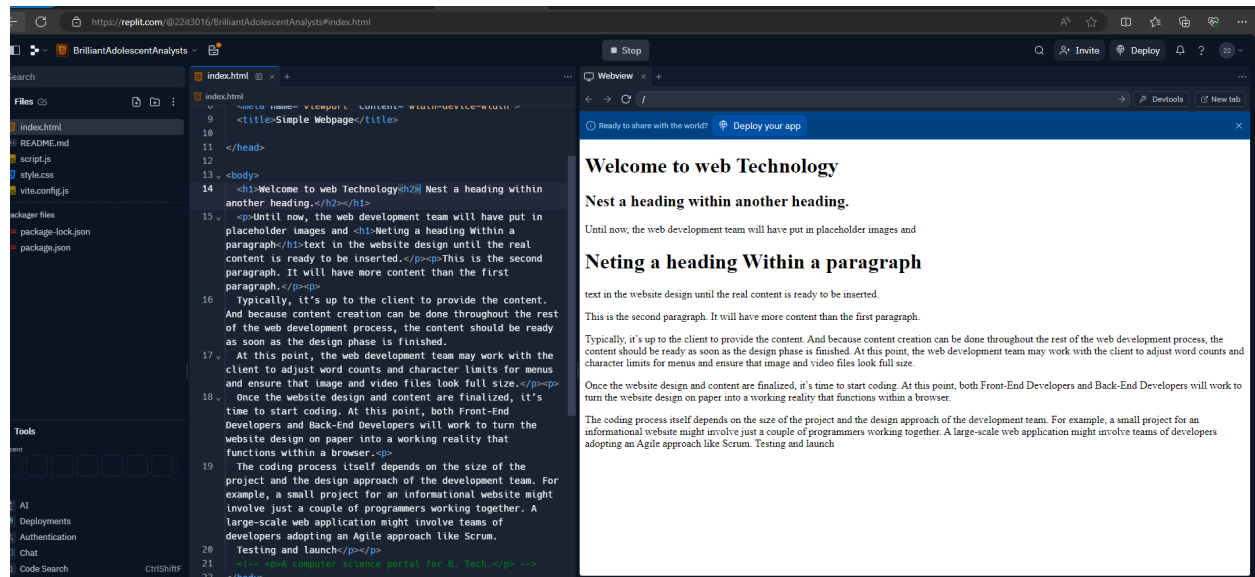 https://replit.com/@22it3016/BrilliantAdolescentAnalysts#index.html
BrilliantAdolescentAnalysts
Stop
Invite
Deploy
22
Search
Files
index.html
README.md
script.js
style.css
vite.config.js
Packager files
package-lock.json
package.json
Tools
AI
Deployments
Authentication
Chat
Code Search CtrlShiftF
index.html
index.html
8 <meta name="viewport" content="width=device-width">
9 <title>Simple Webpage</title>
10
11 </head>
12
13 <body>
14 <h1>Welcome to web Technology<h2> Nest a heading within
another heading.</h2></h1>
15 <p>Until now, the web development team will have put in
placeholder images and <h1>Neting a heading Within a
paragraph</h1>text in the website design until the real
content is ready to be inserted.</p><p>This is the second
paragraph. It will have more content than the first
paragraph.</p><p>
16 Typically, it's up to the client to provide the content.
And because content creation can be done throughout the rest
of the web development process, the content should be ready
as soon as the design phase is finished.
17 At this point, the web development team may work with the
client to adjust word counts and character limits for menus
and ensure that image and video files look full size.</p><p>
18 Once the website design and content are finalized, it's
time to start coding. At this point, both Front-End
Developers and Back-End Developers will work to turn the
website design on paper into a working reality that
functions within a browser.<p>
19 The coding process itself depends on the size of the
project and the design approach of the development team. For
example, a small project for an informational website might
involve just a couple of programmers working together. A
large-scale web application might involve teams of
developers adopting an Agile approach like Scrum.
20 Testing and launch</p></p>
21 <!-- <p>A computer science portal for B. Tech.</p> -->
22 </body>
Webview
/
Devtools
New tab
Ready to share with the world? Deploy your app
Welcome to web Technology
Nest a heading within another heading.
Until now, the web development team will have put in placeholder images and
Neting a heading Within a paragraph
text in the website design until the real content is ready to be inserted.
This is the second paragraph. It will have more content than the first paragraph.
Typically, it's up to the client to provide the content. And because content creation can be done throughout the rest of the web development process, the
content should be ready as soon as the design phase is finished. At this point, the web development team may work with the client to adjust word counts and
character limits for menus and ensure that image and video files look full size.
Once the website design and content are finalized, it's time to start coding. At this point, both Front-End Developers and Back-End Developers will work to
turn the website design on paper into a working reality that functions within a browser.
The coding process itself depends on the size of the project and the design approach of the development team. For example, a small project for an
informational website might involve just a couple of programmers working together. A large-scale web application might involve teams of developers
adopting an Agile approach like Scrum. Testing and launch